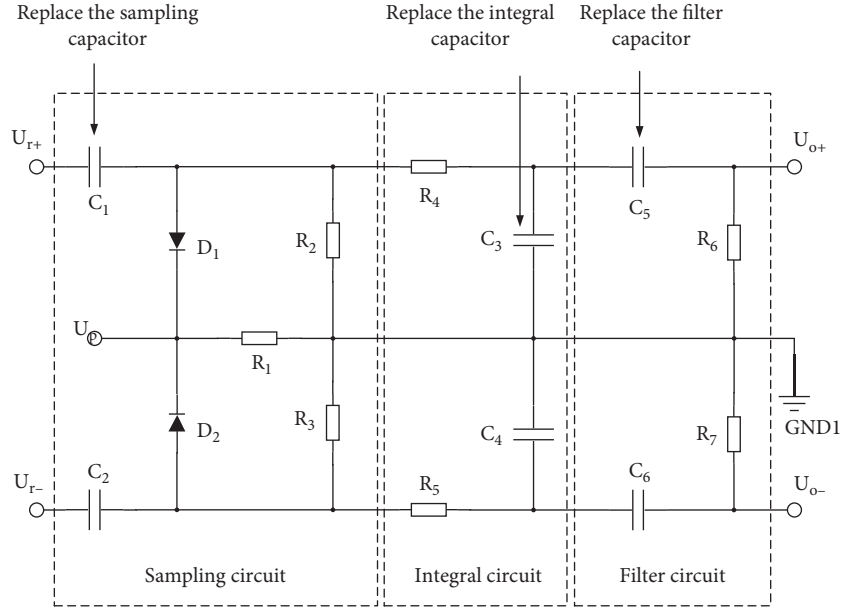 Replace the sampling
capacitor
Replace the integral
capacitor
Replace the filter
capacitor
Uᵣ₊
C₁
R₄
C₅
Uₒ₊
D₁
R₂
C₃
R₆
U_P
R₁
D₂
R₃
C₄
R₇
GND1
Uᵣ₋
C₂
R₅
C₆
Uₒ₋
Sampling circuit
Integral circuit
Filter circuit